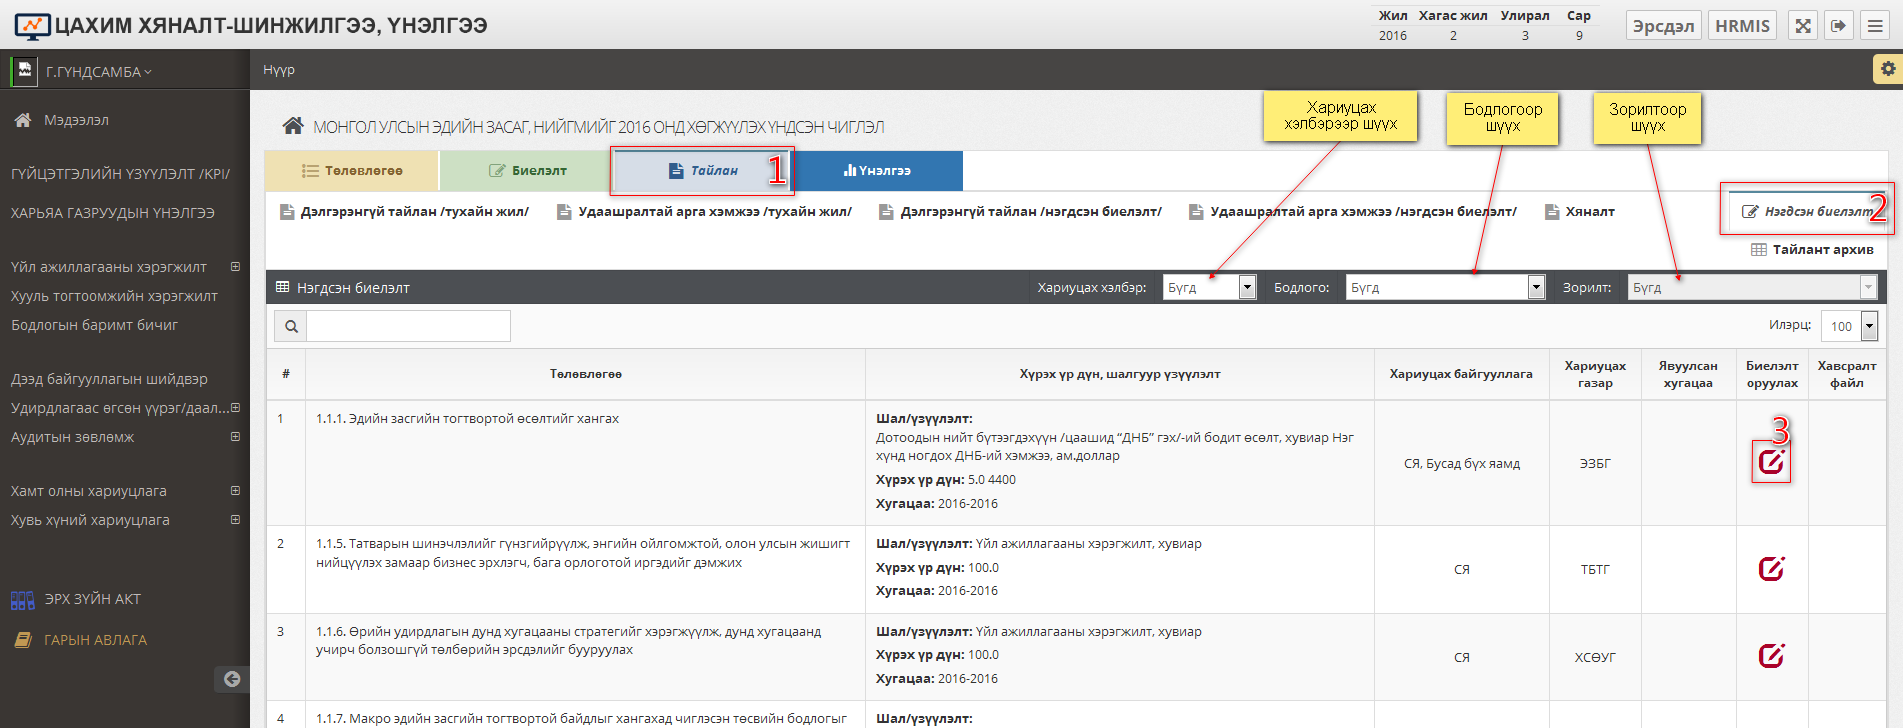 ЦАХИМ ХЯНАЛТ-ШИНЖИЛГЭЭ, ҮНЭЛГЭЭ
Жил Хагас жил Улирал Сар
2016 2 3 9
Эрсдэл HRMIS
Г.ГҮНДСАМБА
Нүүр
Мэдээлэл
ГҮЙЦЭТГЭЛИЙН ҮЗҮҮЛЭЛТ /KPI/
ХАРЬЯА ГАЗРУУДЫН ҮНЭЛГЭЭ
Үйл ажиллагааны хэрэгжилт
Хууль тогтоомжийн хэрэгжилт
Бодлогын баримт бичиг
Дээд байгууллагын шийдвэр
Удирдлагаас өгсөн үүрэг/даал...
Аудитын зөвлөмж
Хамт олны хариуцлага
Хувь хүний хариуцлага
ЭРХ ЗҮЙН АКТ
ГАРЫН АВЛАГА
Хариуцах
хэлбэрээр шүүх
Бодлогоор
шүүх
Зорилтоор
шүүх
МОНГОЛ УЛСЫН ЭДИЙН ЗАСАГ, НИЙГМИЙГ 2016 ОНД ХӨГЖҮҮЛЭХ ҮНДСЭН ЧИГЛЭЛ
Төлөвлөгөө Биелэлт Тайлан 1 Үнэлгээ
Дэлгэрэнгүй тайлан /тухайн жил/ Удаашралтай арга хэмжээ /тухайн жил/ Дэлгэрэнгүй тайлан /нэгдсэн биелэлт/ Удаашралтай арга хэмжээ /нэгдсэн биелэлт/ Хяналт Нэгдсэн биелэлт 2
Тайлант архив
Нэгдсэн биелэлт Хариуцах хэлбэр: Бүгд Бодлого: Бүгд Зорилт: Бүгд
Илэрц: 100
# Төлөвлөгөө Хүрэх үр дүн, шалгуур үзүүлэлт Хариуцах байгууллага Хариуцах газар Явуулсан хугацаа Биелэлт оруулах Хавсралт файл
1 1.1.1. Эдийн засгийн тогтвортой өсөлтийг хангах
Шал/үзүүлэлт:
Дотоодын нийт бүтээгдэхүүн /цаашид “ДНБ” гэх/-ий бодит өсөлт, хувиар Нэг
хүнд ногдох ДНБ-ий хэмжээ, ам.доллар
Хүрэх үр дүн: 5.0 4400
Хугацаа: 2016-2016
СЯ, Бусад бүх яамд ЭЗБГ 3
2 1.1.5. Татварын шинэчлэлийг гүнзгийрүүлж, энгийн ойлгомжтой, олон улсын жишигт
нийцүүлэх замаар бизнес эрхлэгч, бага орлоготой иргэдийг дэмжих
Шал/үзүүлэлт: Үйл ажиллагааны хэрэгжилт, хувиар
Хүрэх үр дүн: 100.0
Хугацаа: 2016-2016
СЯ ТБТГ
3 1.1.6. Өрийн удирдлагын дунд хугацааны стратегийг хэрэгжүүлж, дунд хугацаанд
учирч болзошгүй төлбөрийн эрсдэлийг бууруулах
Шал/үзүүлэлт: Үйл ажиллагааны хэрэгжилт, хувиар
Хүрэх үр дүн: 100.0
Хугацаа: 2016-2016
СЯ ХСӨУГ
4 1.1.7. Макро эдийн засгийн тогтвортой байдлыг хангахад чиглэсэн төсвийн бодлогыг
Шал/үзүүлэлт: